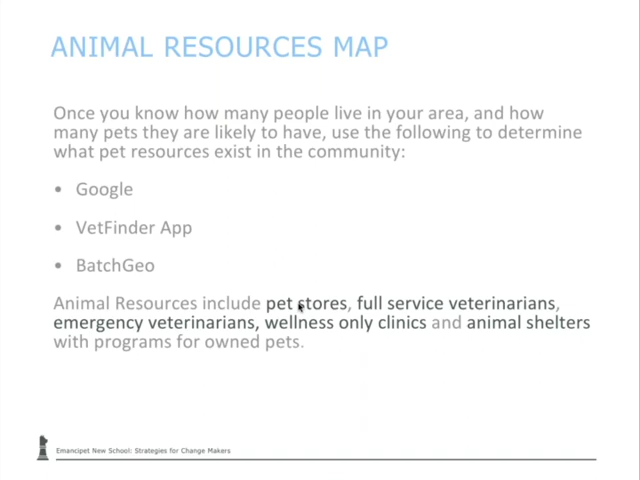 ANIMAL RESOURCES MAP
Once you know how many people live in your area, and how
many pets they are likely to have, use the following to determine
what pet resources exist in the community:
• Google
• VetFinder App
• BatchGeo
Animal Resources include pet stores, full service veterinarians,
emergency veterinarians, wellness only clinics and animal shelters
with programs for owned pets.
Emancipet New School: Strategies for Change Makers